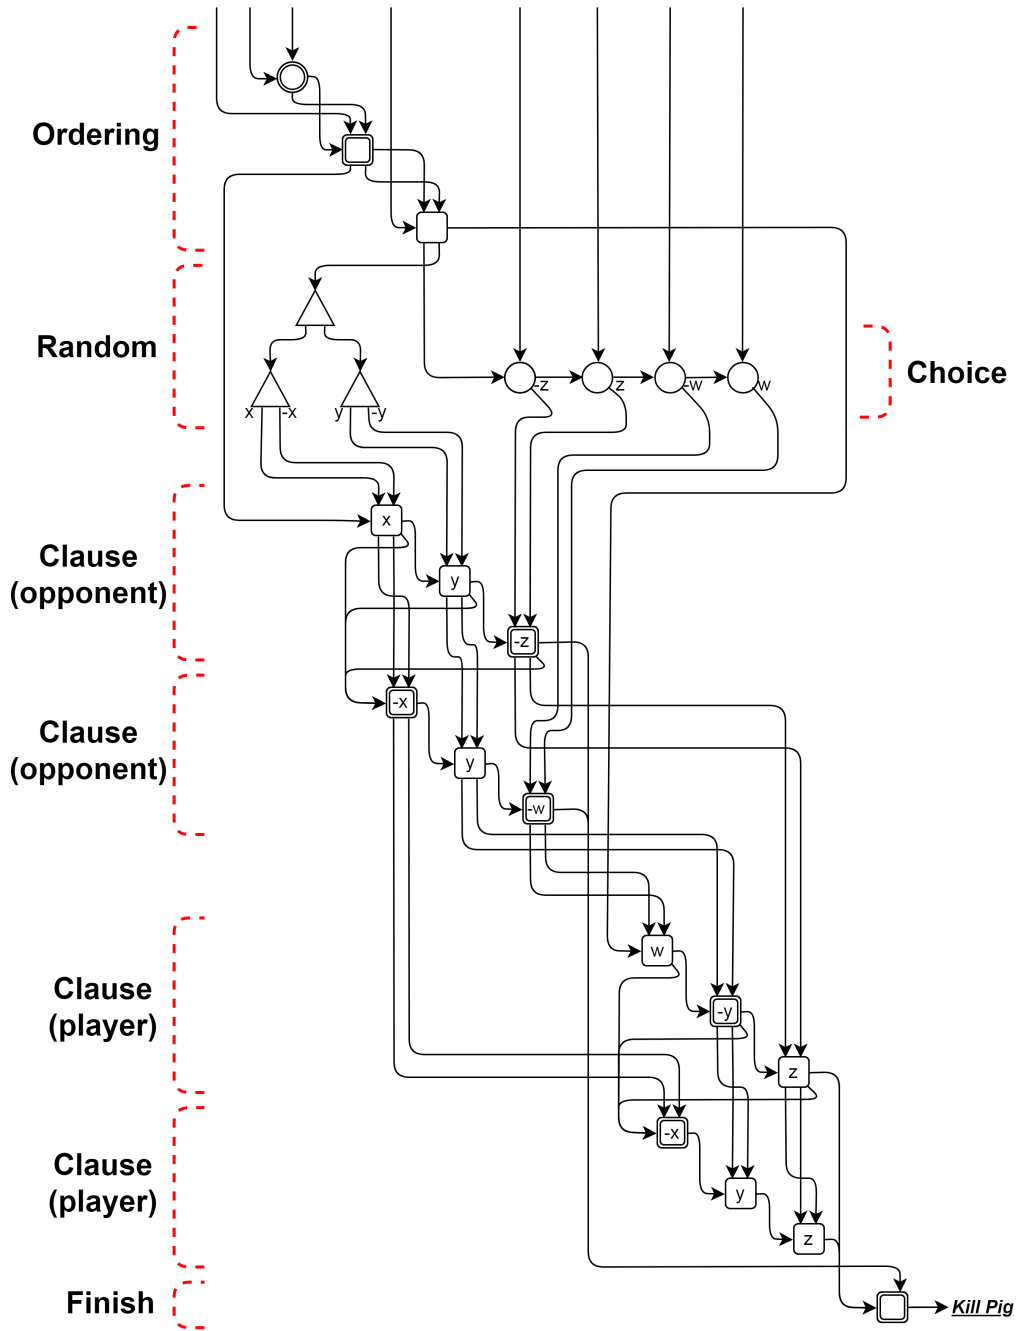 Ordering
Random
Choice
-z
z
-w
w
x
-x
y
-y
x
Clause
(opponent)
y
-z
-x
Clause
(opponent)
y
-w
w
Clause
(player)
-y
z
-x
Clause
(player)
y
z
Finish
Kill Pig